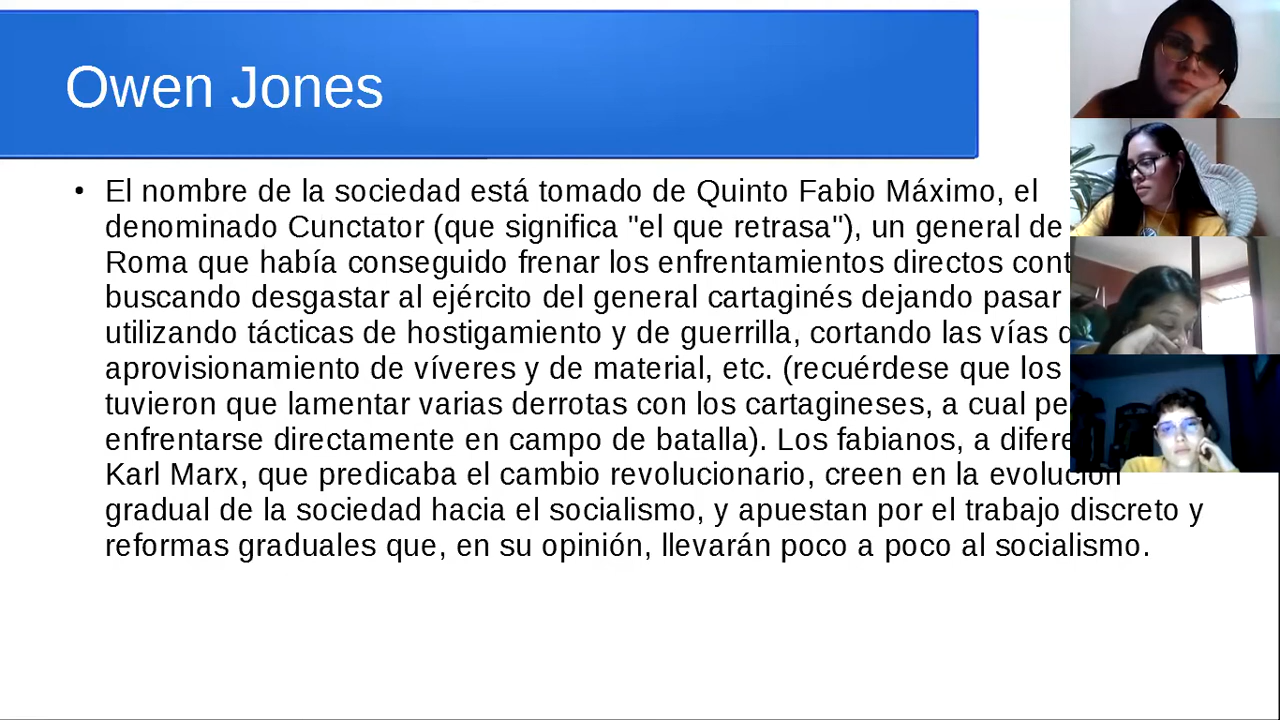 Owen Jones
• El nombre de la sociedad está tomado de Quinto Fabio Máximo, el
denominado Cunctator (que significa "el que retrasa"), un general de
Roma que había conseguido frenar los enfrentamientos directos
buscando desgastar al ejército del general cartaginés dejando pasar
utilizando tácticas de hostigamiento y de guerrilla, cortando las vías
aprovisionamiento de víveres y de material, etc. (recuérdese que los
tuvieron que lamentar varias derrotas con los cartagineses, a cual
enfrentarse directamente en campo de batalla). Los fabianos, a
Karl Marx, que predicaba el cambio revolucionario, creen en la evolución
gradual de la sociedad hacia el socialismo, y apuestan por el trabajo discreto y
reformas graduales que, en su opinión, llevarán poco a poco al socialismo.